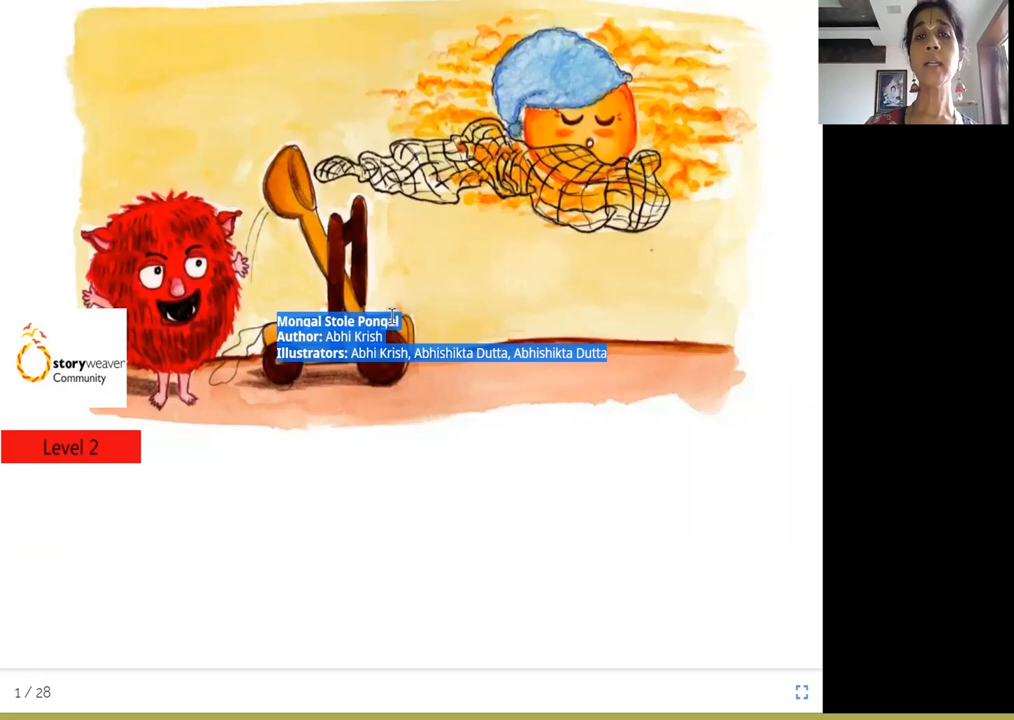 Mongal Stole Pongal
Author: Abhi Krish
Illustrators: Abhi Krish, Abhishikta Dutta, Abhishikta Dutta
storyweaver
Community
Level 2
1 / 28